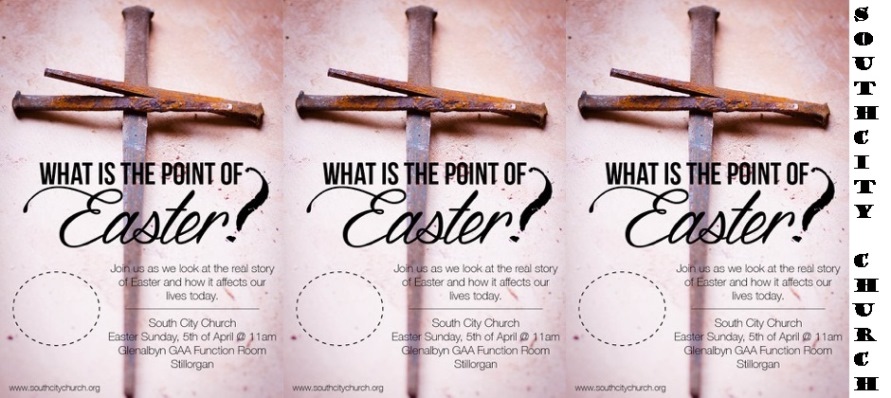 WHAT IS THE POINT OF
Easter?
Join us as we look at the real story
of Easter and how it affects our
lives today.
South City Church
Easter Sunday, 5th of April @ 11am
Glenalbyn GAA Function Room
Stillorgan
www.southcitychurch.org
WHAT IS THE POINT OF
Easter?
Join us as we look at the real story
of Easter and how it affects our
lives today.
South City Church
Easter Sunday, 5th of April @ 11am
Glenalbyn GAA Function Room
Stillorgan
www.southcitychurch.org
WHAT IS THE POINT OF
Easter?
Join us as we look at the real story
of Easter and how it affects our
lives today.
South City Church
Easter Sunday, 5th of April @ 11am
Glenalbyn GAA Function Room
Stillorgan
www.southcitychurch.org
SOUTHCITY CHURCH